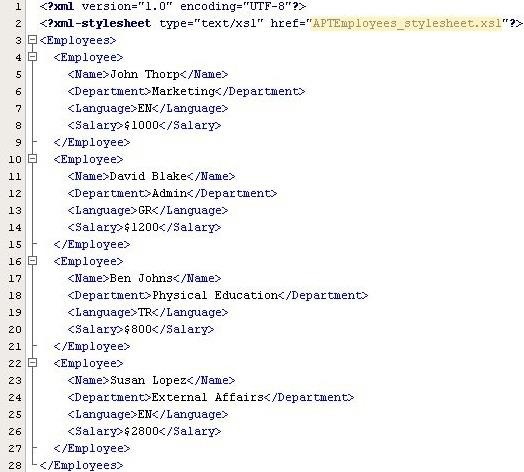 1 <?xml version="1.0" encoding="UTF-8"?>
2 <?xml-stylesheet type="text/xsl" href="APTEmployees_stylesheet.xsl"?>
3 <Employees>
4 <Employee>
5 <Name>John Thorp</Name>
6 <Department>Marketing</Department>
7 <Language>EN</Language>
8 <Salary>$1000</Salary>
9 </Employee>
10 <Employee>
11 <Name>David Blake</Name>
12 <Department>Admin</Department>
13 <Language>GR</Language>
14 <Salary>$1200</Salary>
15 </Employee>
16 <Employee>
17 <Name>Ben Johns</Name>
18 <Department>Physical Education</Department>
19 <Language>TR</Language>
20 <Salary>$800</Salary>
21 </Employee>
22 <Employee>
23 <Name>Susan Lopez</Name>
24 <Department>External Affairs</Department>
25 <Language>EN</Language>
26 <Salary>$2800</Salary>
27 </Employee>
28 </Employees>